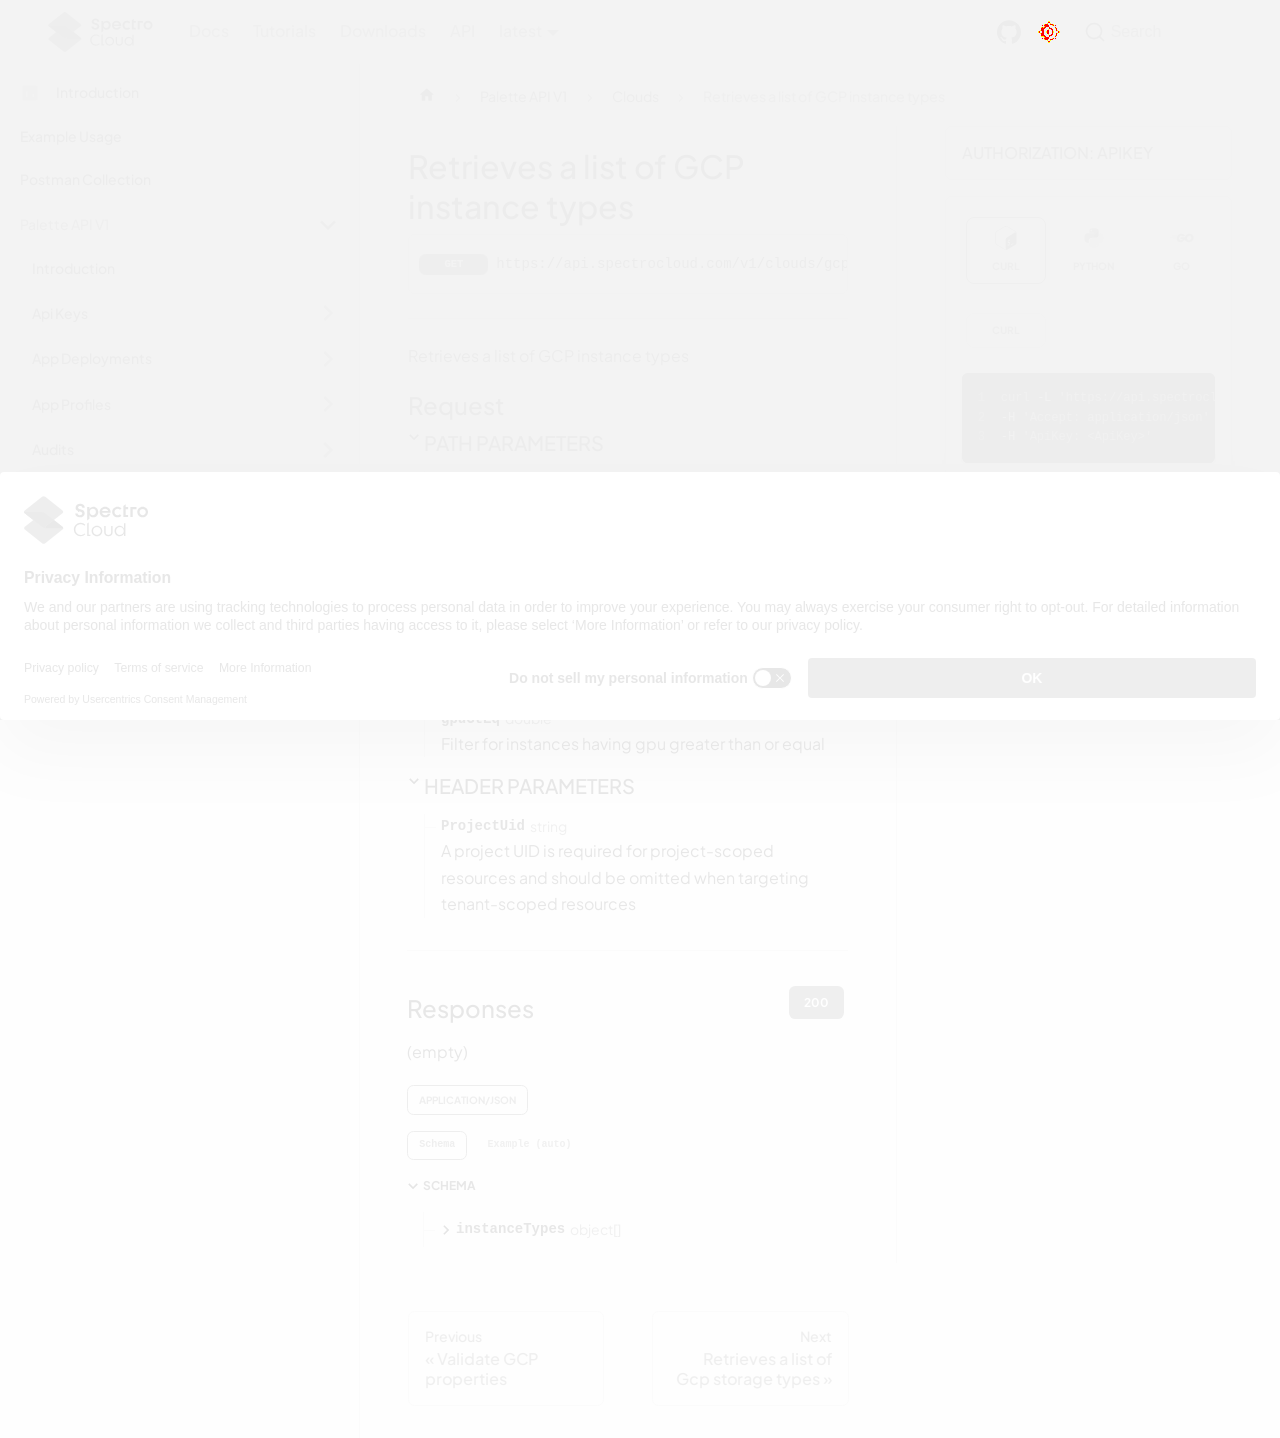 Spectro
Cloud
Docs
Tutorials
Downloads
API
latest
Search
Introduction
Example Usage
Postman Collection
Palette API V1
Introduction
Api Keys
App Deployments
App Profiles
Audits
Palette API V1
Clouds
Retrieves a list of GCP instance types
Retrieves a list of GCP
instance types
GET
https://api.spectrocloud.com/v1/clouds/gcp
Retrieves a list of GCP instance types
Request
PATH PARAMETERS
AUTHORIZATION: APIKEY
CURL
PYTHON
GO
GO
CURL
Spectro
Cloud
Privacy Information
We and our partners are using tracking technologies to process personal data in order to improve your experience. You may always exercise your consumer right to opt-out. For detailed information
about personal information we collect and third parties having access to it, please select ‘More Information’ or refer to our privacy policy.
Privacy policy
Terms of service
More Information
Powered by Usercentrics Consent Management
Do not sell my personal information
OK
double
Filter for instances having gpu greater than or equal
HEADER PARAMETERS
ProjectUid string
A project UID is required for project-scoped
resources and should be omitted when targeting
tenant-scoped resources
Responses
200
(empty)
APPLICATION/JSON
Schema
Example (auto)
SCHEMA
instanceTypes object[]
Previous
« Validate GCP
properties
Next
Retrieves a list of
Gcp storage types »